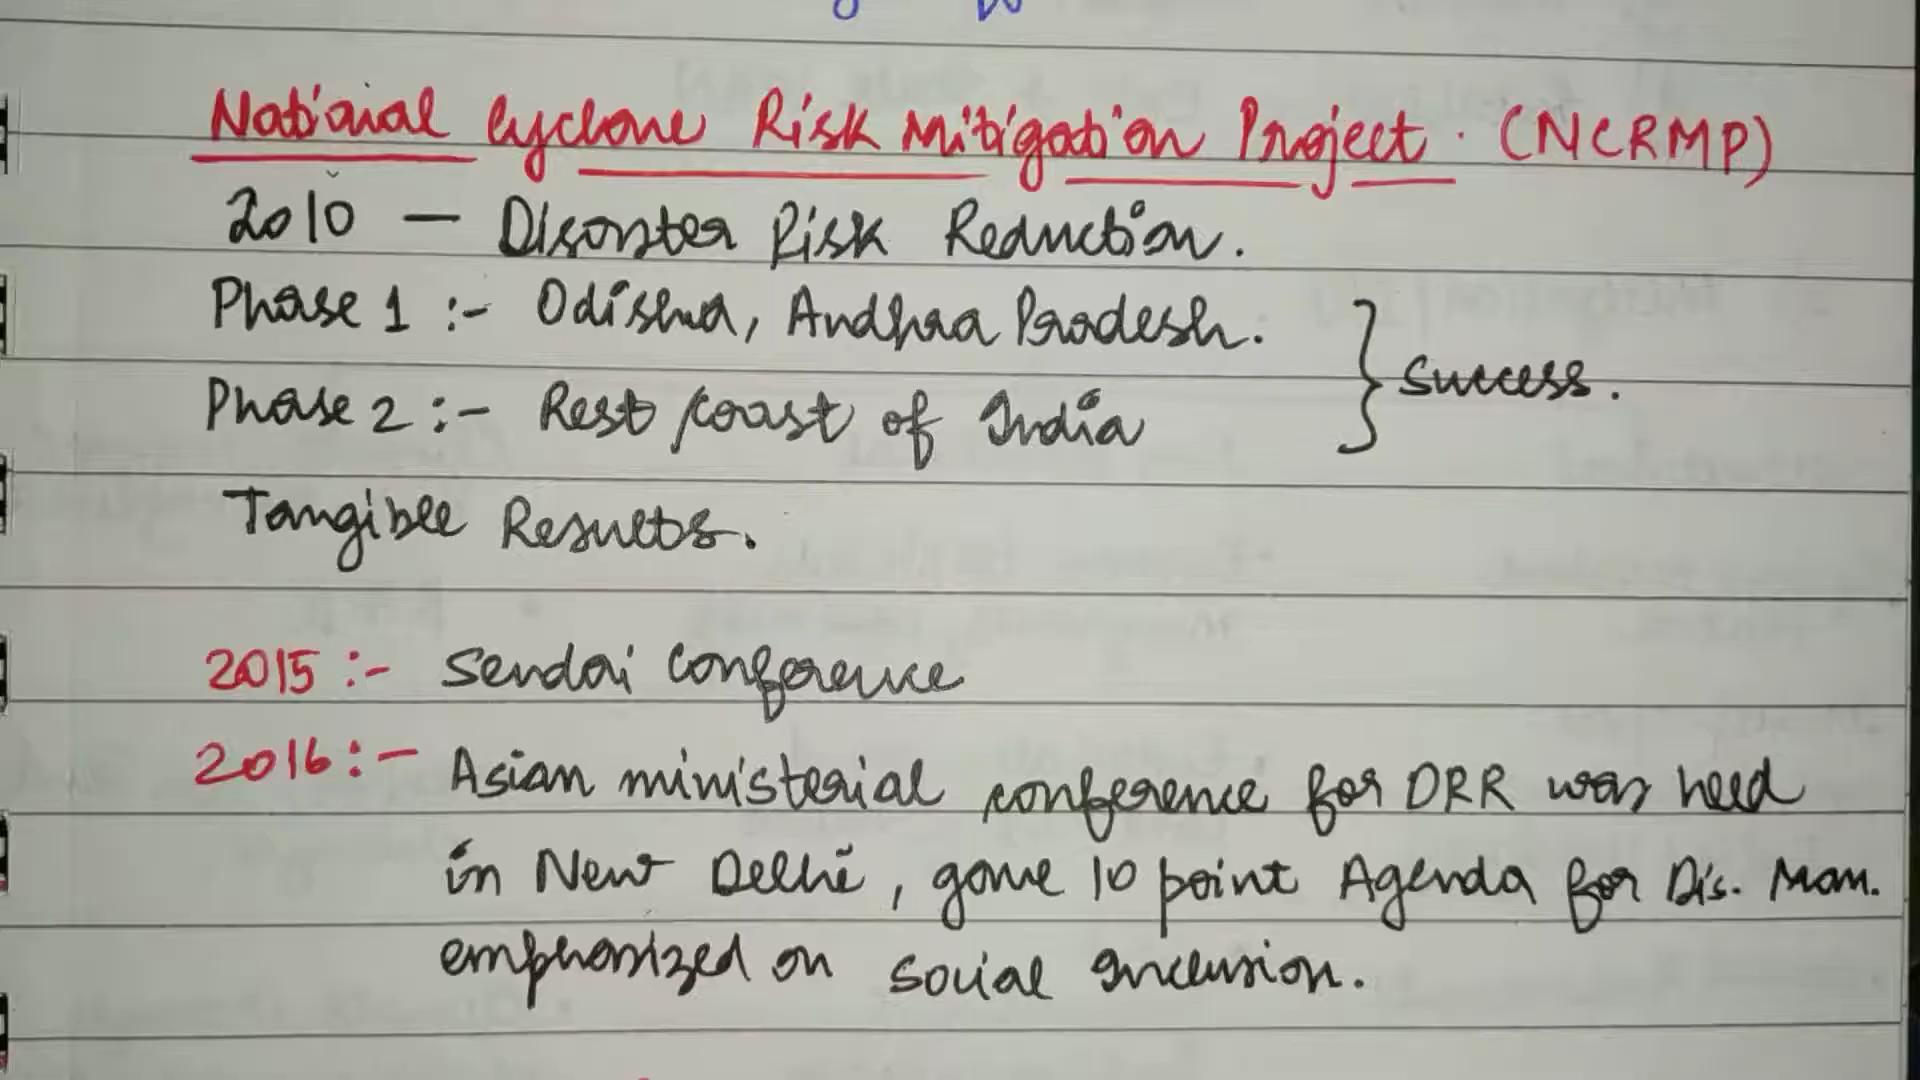 National Cyclone Risk Mitigation Project. (NCRMP)
2010 – Disaster Risk Reduction.
Phase 1 :- Odisha, Andhra Pradesh.
Phase 2 :- Rest coast of India
} Success.
Tangible Results.
2015 :- Sendai Conference
2016 :- Asian ministerial conference for DRR was held
in New Delhi, gave 10 point Agenda for Dis. Man.
emphasized on social inclusion.